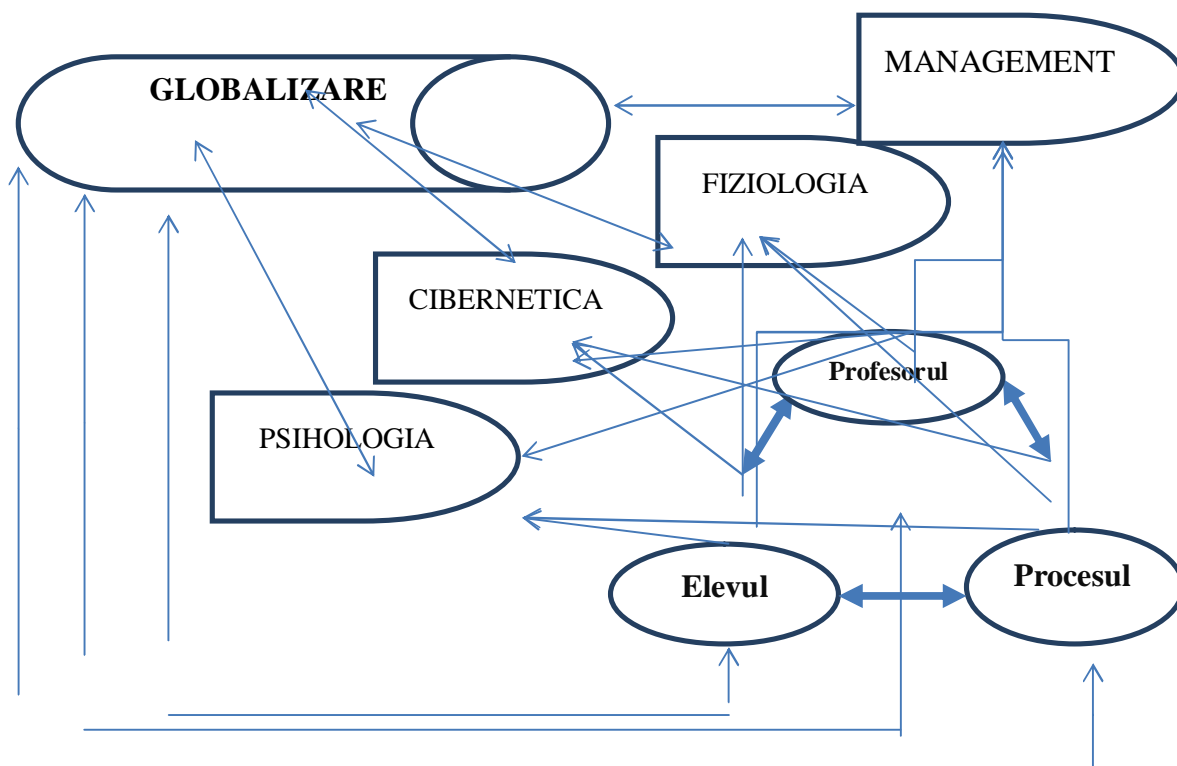 MANAGEMENT
GLOBALIZARE
FIZIOLOGIA
CIBERNETICA
Profesorul
PSIHOLOGIA
Elevul
Procesul